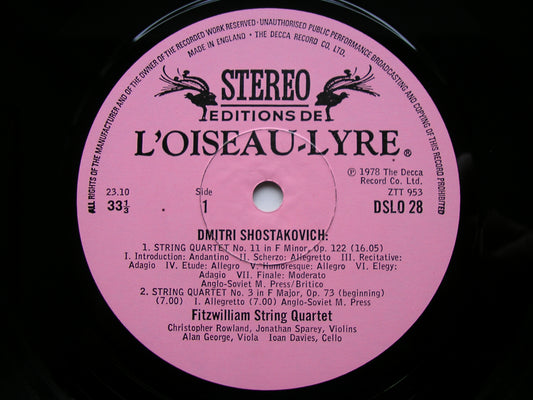 ALL RIGHTS OF THE MANUFACTURER AND OF THE OWNER OF THE RECORDED WORK RESERVED · UNAUTHORISED PUBLIC PERFORMANCE BROADCASTING AND COPYING OF THIS RECORD PROHIBITED
MADE IN ENGLAND · THE DECCA RECORD CO. LTD.
STEREO
EDITIONS DE
L'OISEAU-LYRE®
℗ 1978 The Decca
Record Co. Ltd.
23.10
Side
ZTT 953
33⅓
1
DSLO 28
DMITRI SHOSTAKOVICH:
1. STRING QUARTET No. 11 in F Minor, Op. 122 (16.05)
I. Introduction: Andantino II. Scherzo: Allegretto III. Recitative:
Adagio IV. Etude: Allegro V. Humoresque: Allegro VI. Elegy:
Adagio VII. Finale: Moderato
Anglo-Soviet M. Press/Britico
2. STRING QUARTET No. 3 in F Major, Op. 73 (beginning)
(7.00) I. Allegretto (7.00) Anglo-Soviet M. Press
Fitzwilliam String Quartet
Christopher Rowland, Jonathan Sparey, Violins
Alan George, Viola Ioan Davies, Cello